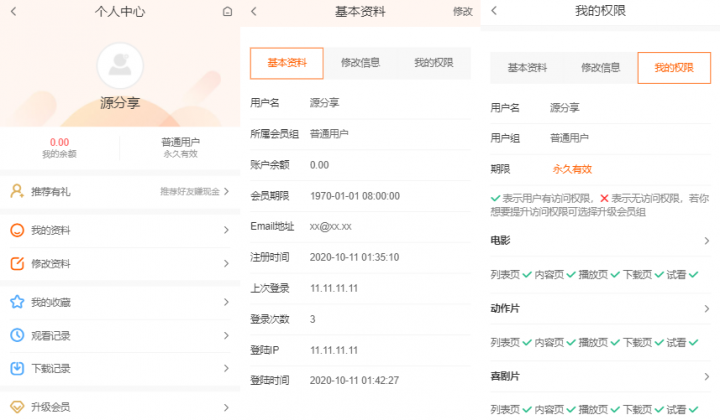 个人中心
源分享
0.00
我的余额
普通用户
永久有效
推荐有礼
推荐好友赚现金
我的资料
修改资料
我的收藏
观看记录
下载记录
升级会员
基本资料
修改
基本资料 修改信息 我的权限
用户名 源分享
所属会员组 普通用户
账户余额 0.00
会员期限 1970-01-01 08:00:00
Email地址 xx@xx.xx
注册时间 2020-10-11 01:35:10
上次登录 11.11.11.11
登录次数 3
登陆IP 11.11.11.11
登陆时间 2020-10-11 01:42:27
我的权限
基本资料 修改信息 我的权限
用户名 源分享
用户组 普通用户
期限 永久有效
✓ 表示用户有访问权限，✗ 表示无访问权限，若你
想要提升访问权限可选择升级会员组
电影
列表页 ✓ 内容页 ✓ 播放页 ✓ 下载页 ✓ 试看 ✓
动作片
列表页 ✓ 内容页 ✓ 播放页 ✓ 下载页 ✓ 试看 ✓
喜剧片
列表页 ✓ 内容页 ✓ 播放页 ✓ 下载页 ✓ 试看 ✓